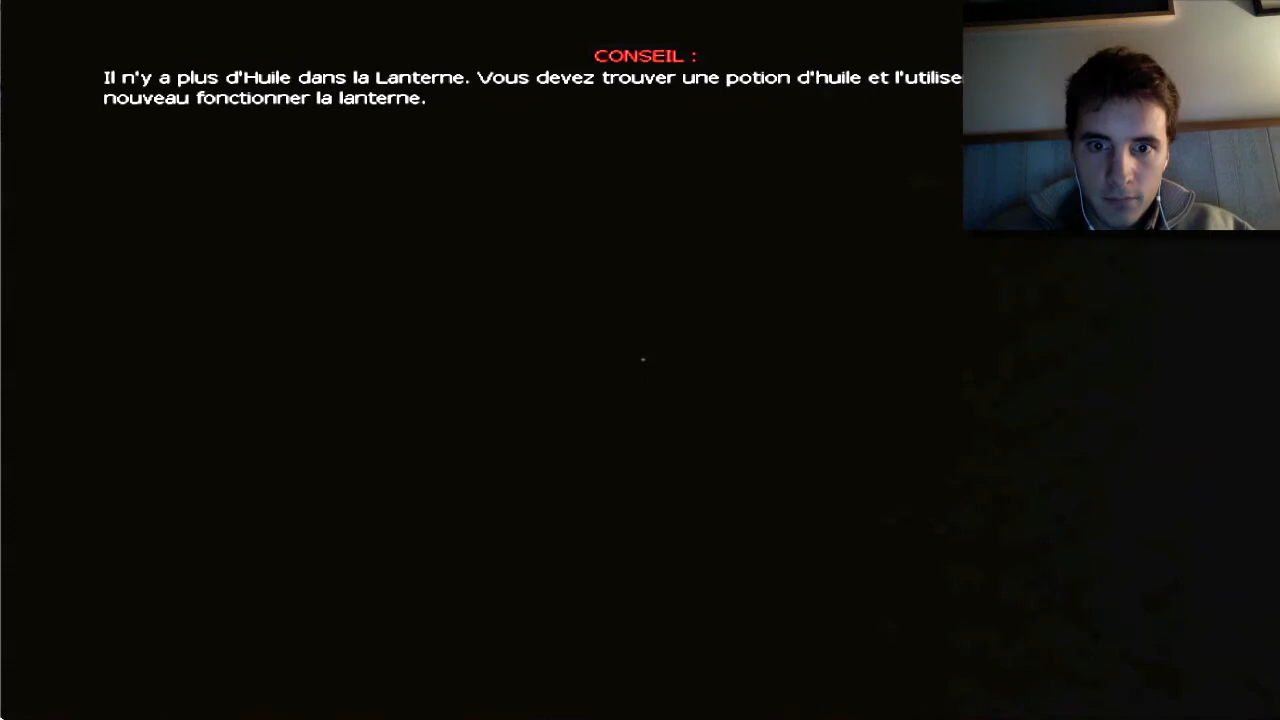 CONSEIL :
Il n'y a plus d'Huile dans la Lanterne. Vous devez trouver une potion d'huile et l'utilise
nouveau fonctionner la lanterne.